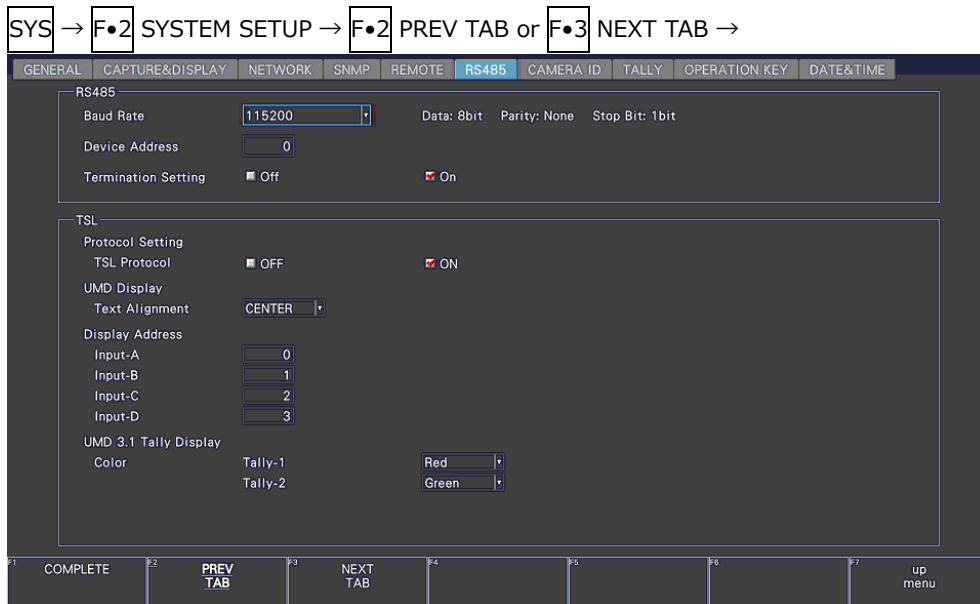 SYS → F•2 SYSTEM SETUP → F•2 PREV TAB or F•3 NEXT TAB →
GENERAL CAPTURE&DISPLAY NETWORK SNMP REMOTE RS485 CAMERA ID TALLY OPERATION KEY DATE&TIME
RS485
Baud Rate 115200 Data: 8bit Parity: None Stop Bit: 1bit
Device Address 0
Termination Setting Off On
TSL
Protocol Setting
TSL Protocol OFF ON
UMD Display
Text Alignment CENTER
Display Address
Input-A 0
Input-B 1
Input-C 2
Input-D 3
UMD 3.1 Tally Display
Color Tally-1 Red
Tally-2 Green
F1 COMPLETE F2 PREV TAB F3 NEXT TAB F4 F5 F6 F7 up menu